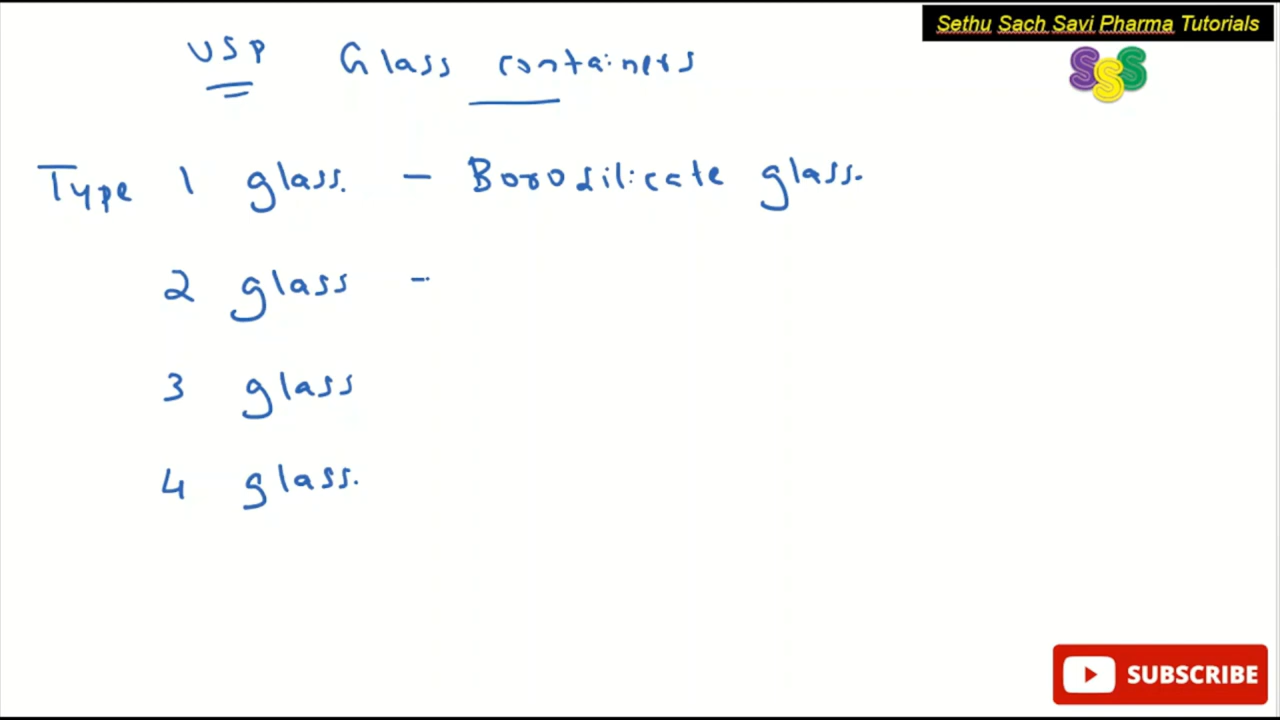 Sethu Sach Savi Pharma Tutorials
SSS
USP Glass containers
Type 1 glass. - Borosilicate glass.
2 glass -
3 glass
4 glass.
SUBSCRIBE